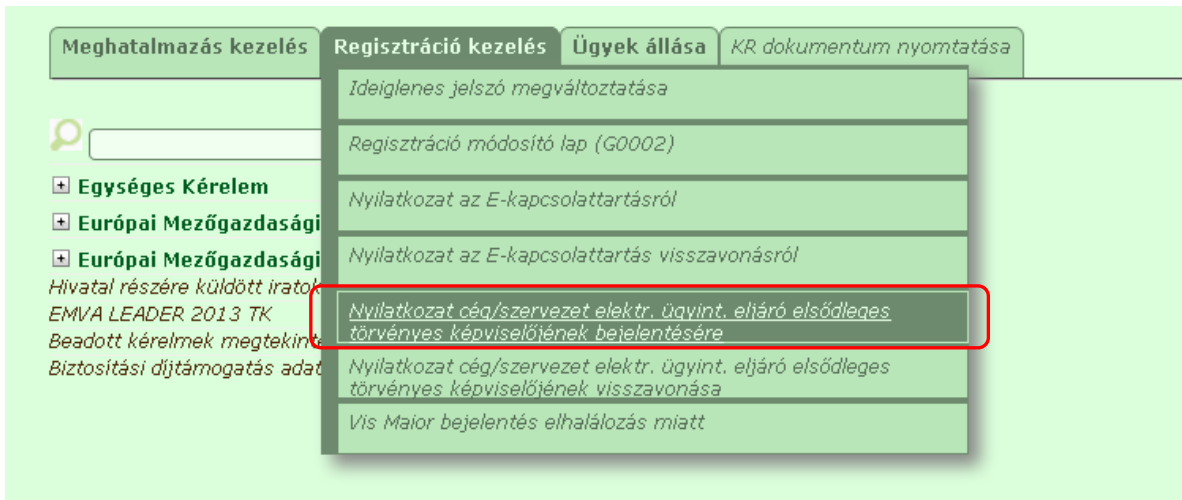 Meghatalmazás kezelés Regisztráció kezelés Ügyek állása KR dokumentum nyomtatása
Ideiglenes jelszó megváltoztatása
Regisztráció módosító lap (G0002)
Nyilatkozat az E-kapcsolattartásról
Nyilatkozat az E-kapcsolattartás visszavonásról
Nyilatkozat cég/szervezet elektr. ügyint. eljáró elsődleges
törvényes képviselőjének bejelentésére
Nyilatkozat cég/szervezet elektr. ügyint. eljáró elsődleges
törvényes képviselőjének visszavonása
Vis Maior bejelentés elhalálozás miatt
Egységes Kérelem
Európai Mezőgazdasági
Európai Mezőgazdasági
Hivatal részére küldött iratok
EMVA LEADER 2013 TK
Beadott kérelmek megtekinté
Biztosítási díjtámogatás adat